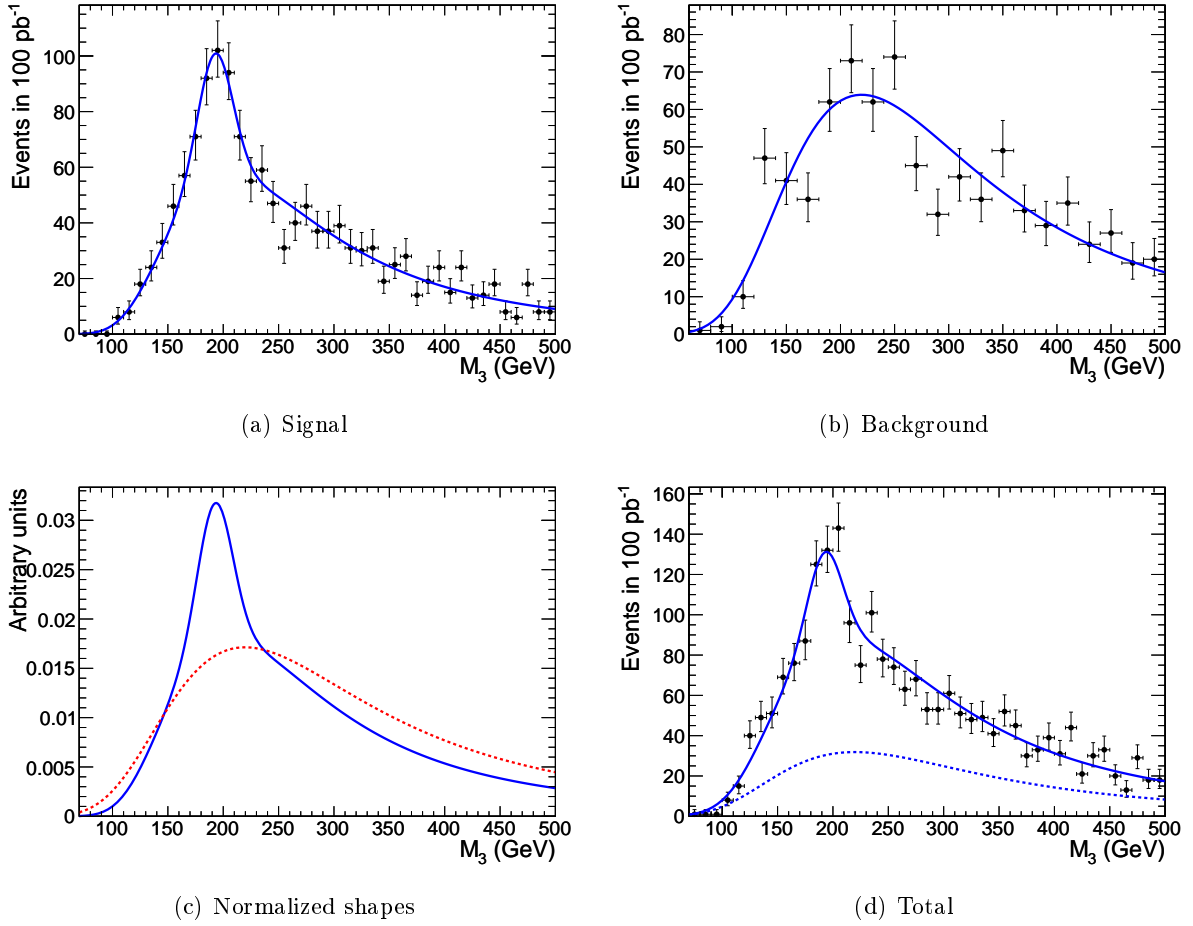 Events in 100 pb-1
100
80
60
40
20
0
100 150 200 250 300 350 400 450 500
M3 (GeV)
(a) Signal
Events in 100 pb-1
80
70
60
50
40
30
20
10
0
100 150 200 250 300 350 400 450 500
M3 (GeV)
(b) Background
Arbitrary units
0.03
0.025
0.02
0.015
0.01
0.005
0
100 150 200 250 300 350 400 450 500
M3 (GeV)
(c) Normalized shapes
Events in 100 pb-1
160
140
120
100
80
60
40
20
0
100 150 200 250 300 350 400 450 500
M3 (GeV)
(d) Total